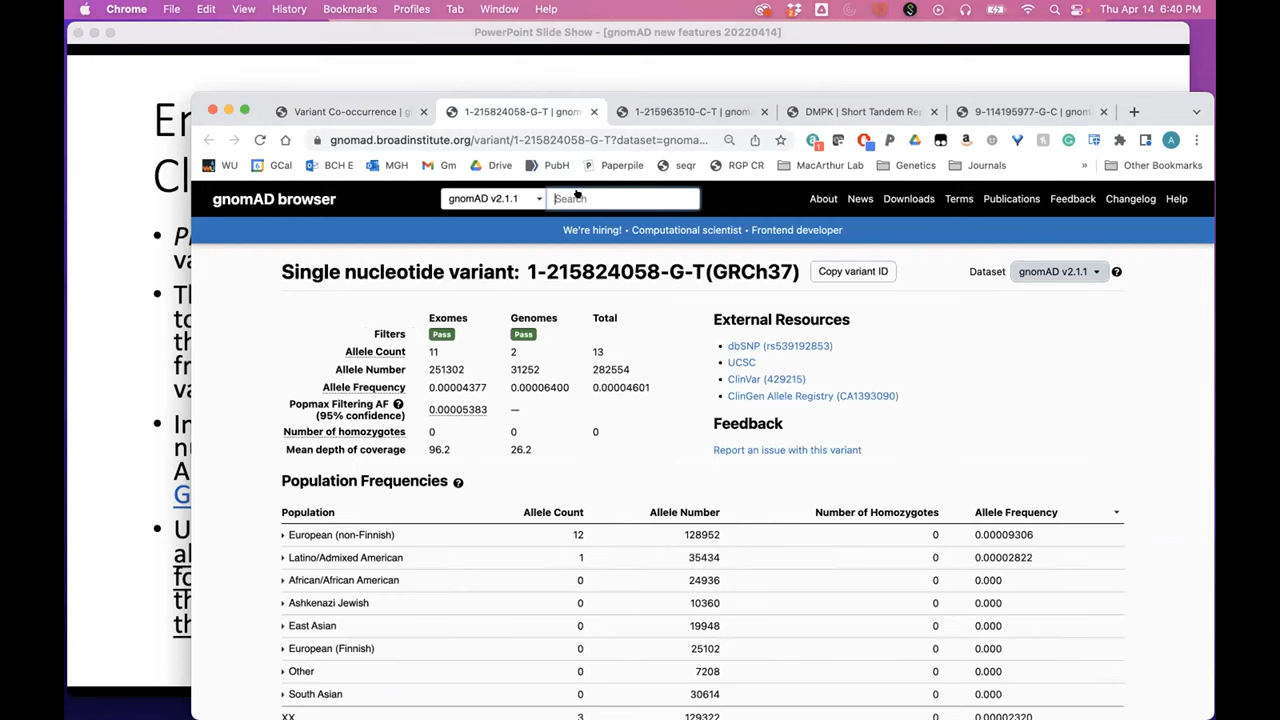 Chrome File Edit View History Bookmarks Profiles Tab Window Help Thu Apr 14 6:40 PM
PowerPoint Slide Show - [gnomAD new features 20220414]
Variant Co-occurrence | g 1-215824058-G-T | gnom 1-215963510-C-T | gnom DMPK | Short Tandem Re 9-114195977-G-C | gnom
gnomad.broadinstitute.org/variant/1-215824058-G-T?dataset=gnoma...
WU GCal BCH E MGH Gm Drive PubH Paperpile seqr RGP CR MacArthur Lab Genetics Journals » Other Bookmarks
gnomAD browser gnomAD v2.1.1 Search About News Downloads Terms Publications Feedback Changelog Help
We're hiring! • Computational scientist • Frontend developer
Single nucleotide variant: 1-215824058-G-T(GRCh37) Copy variant ID Dataset gnomAD v2.1.1
Exomes Genomes Total
Filters Pass Pass
Allele Count 11 2 13
Allele Number 251302 31252 282554
Allele Frequency 0.00004377 0.00006400 0.00004601
Popmax Filtering AF
(95% confidence) 0.00005383 —
Number of homozygotes 0 0 0
Mean depth of coverage 96.2 26.2
External Resources
• dbSNP (rs539192853)
• UCSC
• ClinVar (429215)
• ClinGen Allele Registry (CA1393090)
Feedback
Report an issue with this variant
Population Frequencies
Population Allele Count Allele Number Number of Homozygotes Allele Frequency
European (non-Finnish) 12 128952 0 0.00009306
Latino/Admixed American 1 35434 0 0.00002822
African/African American 0 24936 0 0.000
Ashkenazi Jewish 0 10360 0 0.000
East Asian 0 19948 0 0.000
European (Finnish) 0 25102 0 0.000
Other 0 7208 0 0.000
South Asian 0 30614 0 0.000
XX 3 129322 0 0.00002320